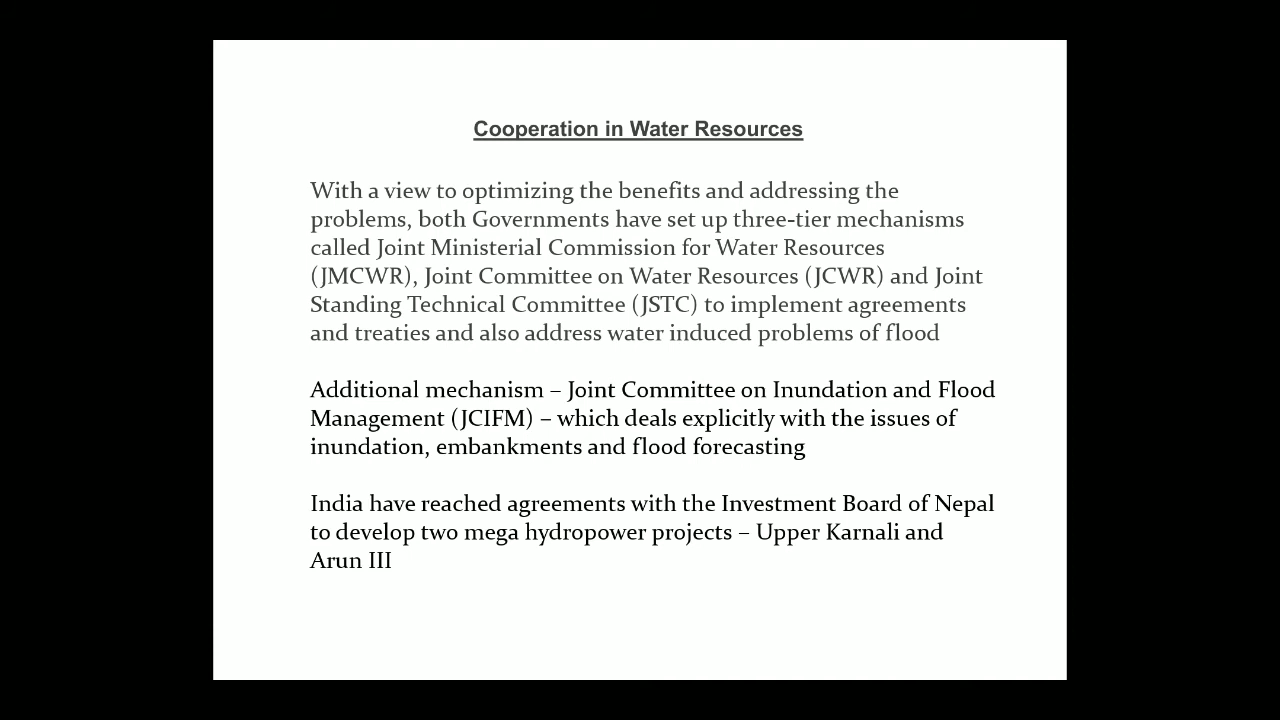 Cooperation in Water Resources
With a view to optimizing the benefits and addressing the
problems, both Governments have set up three-tier mechanisms
called Joint Ministerial Commission for Water Resources
(JMCWR), Joint Committee on Water Resources (JCWR) and Joint
Standing Technical Committee (JSTC) to implement agreements
and treaties and also address water induced problems of flood
Additional mechanism – Joint Committee on Inundation and Flood
Management (JCIFM) – which deals explicitly with the issues of
inundation, embankments and flood forecasting
India have reached agreements with the Investment Board of Nepal
to develop two mega hydropower projects – Upper Karnali and
Arun III